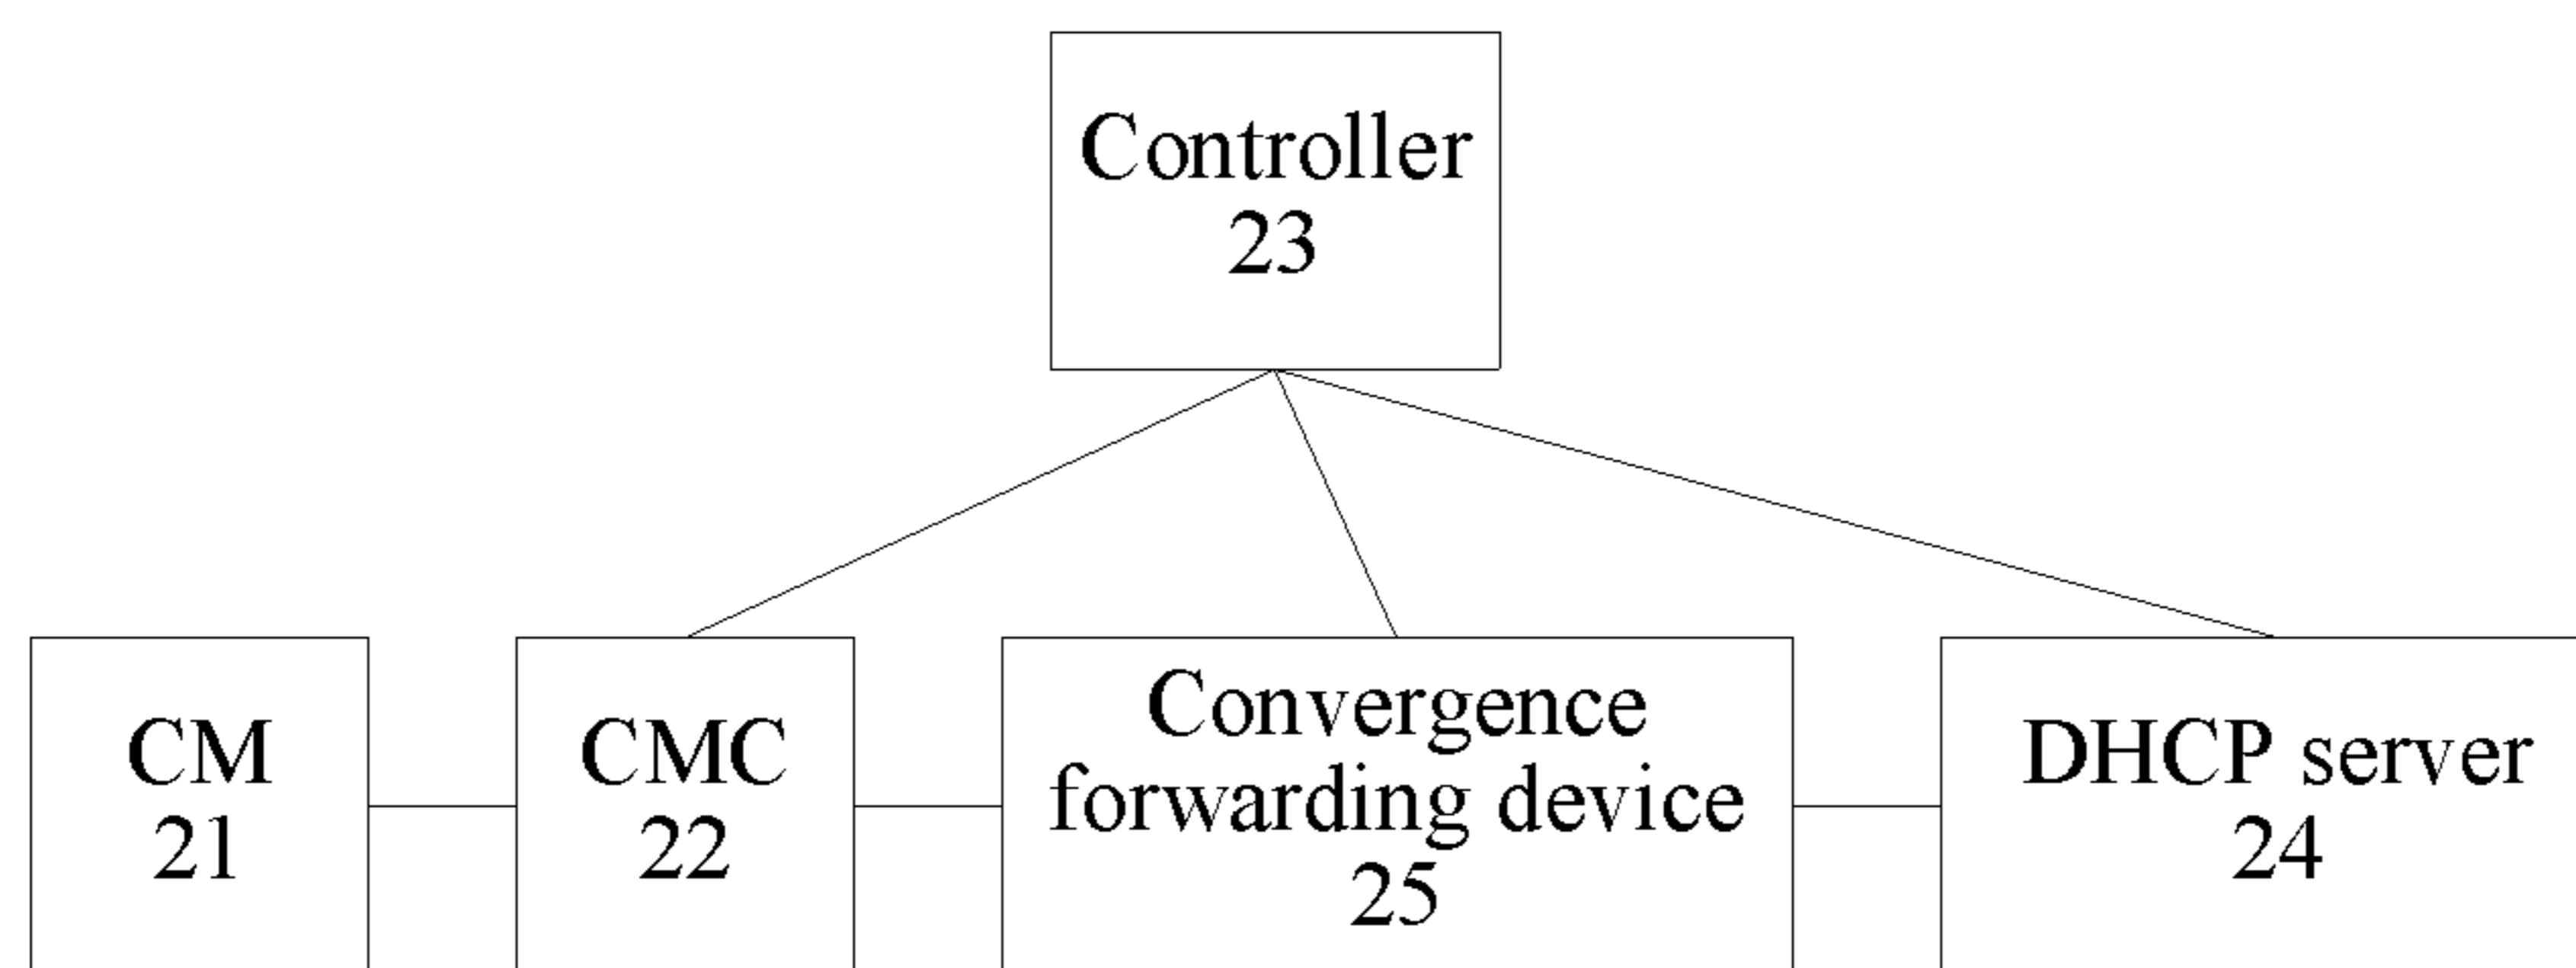 Controller
23
CM
21
CMC
22
Convergence
forwarding device
25
DHCP server
24